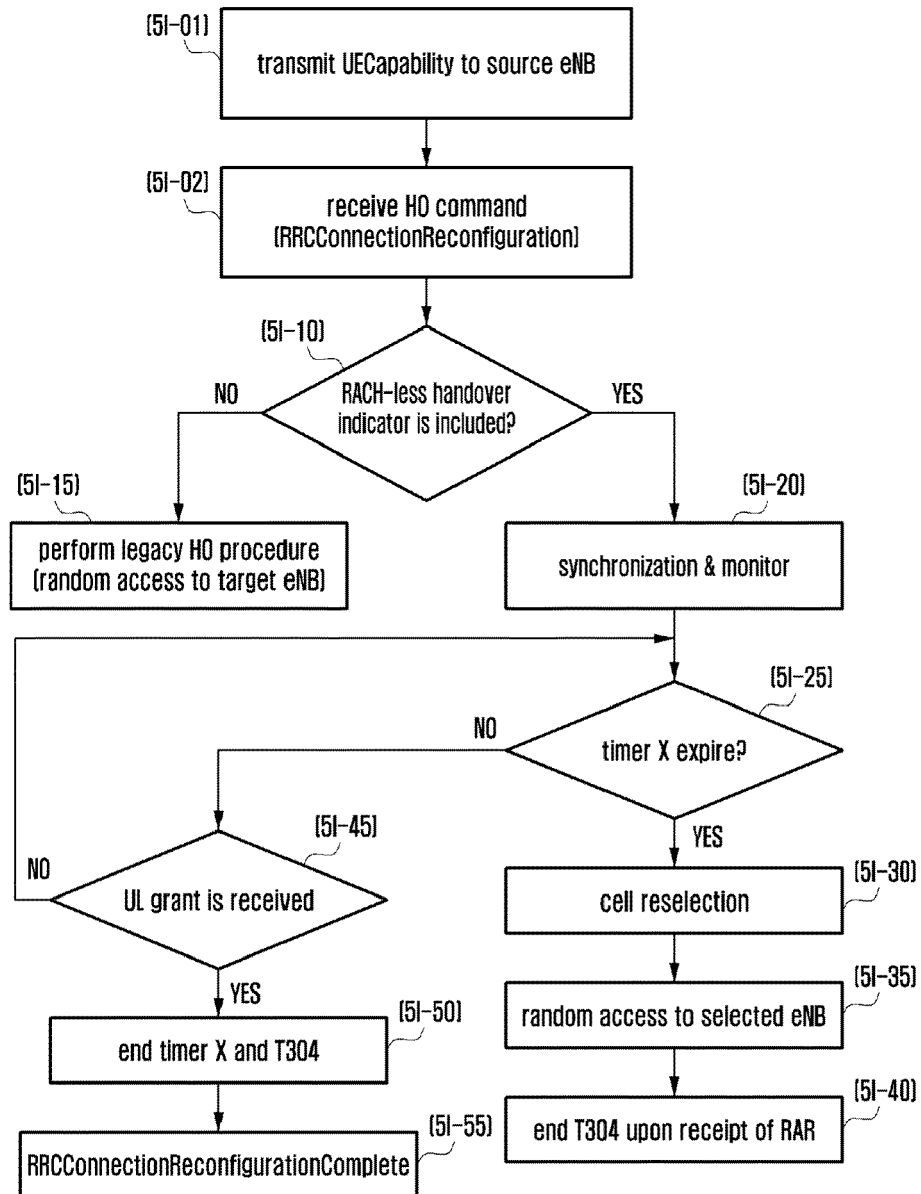 (5I-01)
transmit UECapability to source eNB
(5I-02)
receive HO command
(RRCConnectionReconfiguration)
(5I-10)
RACH-less handover
indicator is included?
NO
YES
(5I-15)
perform legacy HO procedure
(random access to target eNB)
(5I-20)
synchronization & monitor
(5I-25)
timer X expire?
NO
YES
(5I-45)
UL grant is received
NO
YES
(5I-30)
cell reselection
(5I-35)
random access to selected eNB
(5I-50)
end timer X and T304
(5I-40)
end T304 upon receipt of RAR
(5I-55)
RRCConnectionReconfigurationComplete